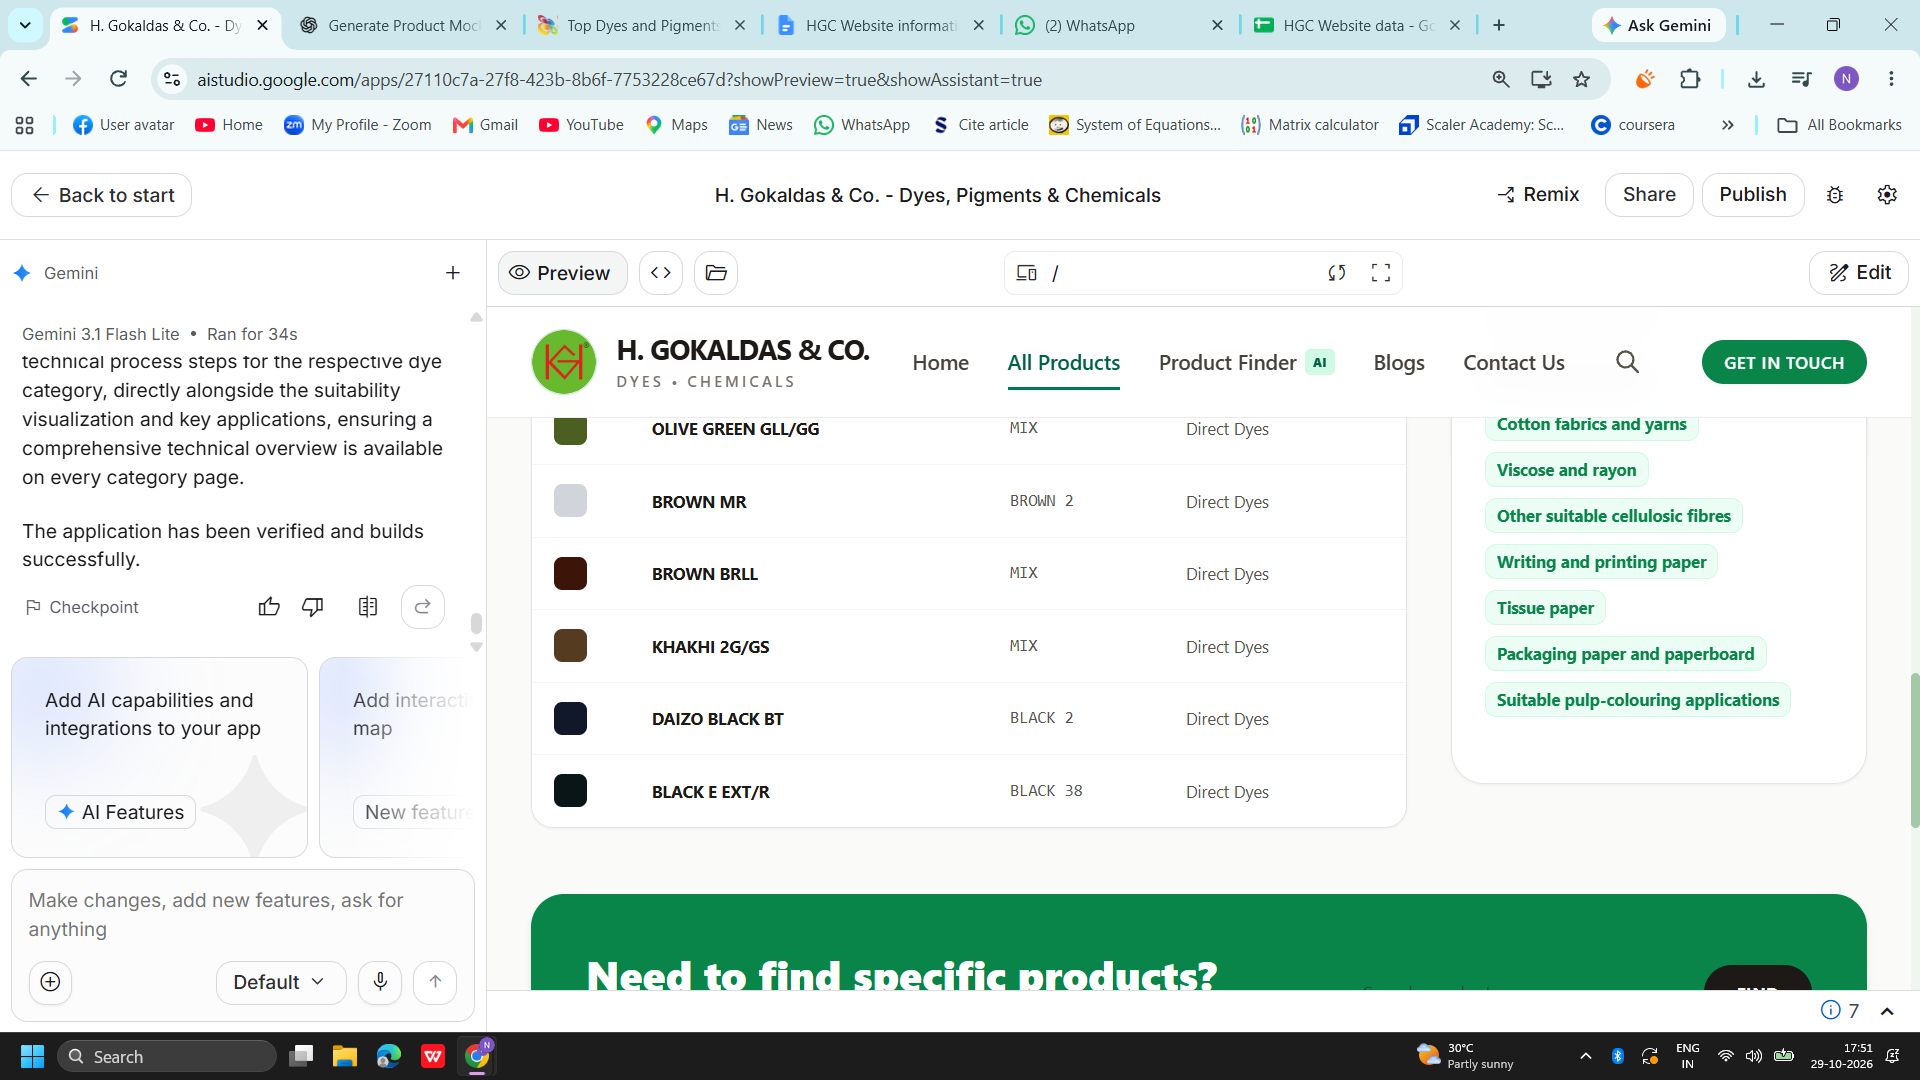 H. Gokaldas & Co. - Dy
Generate Product Moc
Top Dyes and Pigments
HGC Website informati
(2) WhatsApp
HGC Website data - Go
Ask Gemini
aistudio.google.com/apps/27110c7a-27f8-423b-8b6f-7753228ce67d?showPreview=true&showAssistant=true
N
User avatar
Home
My Profile - Zoom
Gmail
YouTube
Maps
News
WhatsApp
Cite article
System of Equations...
Matrix calculator
Scaler Academy: Sc...
coursera
All Bookmarks
Back to start
H. Gokaldas & Co. - Dyes, Pigments & Chemicals
Remix
Share
Publish
Gemini
Preview
/
Edit
Gemini 3.1 Flash Lite • Ran for 34s
technical process steps for the respective dye
category, directly alongside the suitability
visualization and key applications, ensuring a
comprehensive technical overview is available
on every category page.
The application has been verified and builds
successfully.
Checkpoint
Add AI capabilities and
integrations to your app
AI Features
Add interacti
map
New feature
Make changes, add new features, ask for
anything
Default
H. GOKALDAS & CO.
DYES • CHEMICALS
Home
All Products
Product Finder AI
Blogs
Contact Us
GET IN TOUCH
OLIVE GREEN GLL/GG MIX Direct Dyes
BROWN MR BROWN 2 Direct Dyes
BROWN BRLL MIX Direct Dyes
KHAKHI 2G/GS MIX Direct Dyes
DAIZO BLACK BT BLACK 2 Direct Dyes
BLACK E EXT/R BLACK 38 Direct Dyes
Cotton fabrics and yarns
Viscose and rayon
Other suitable cellulosic fibres
Writing and printing paper
Tissue paper
Packaging paper and paperboard
Suitable pulp-colouring applications
Need to find specific products?
FIND
7
Search
30°C
Partly sunny
ENG
IN
17:51
29-10-2026